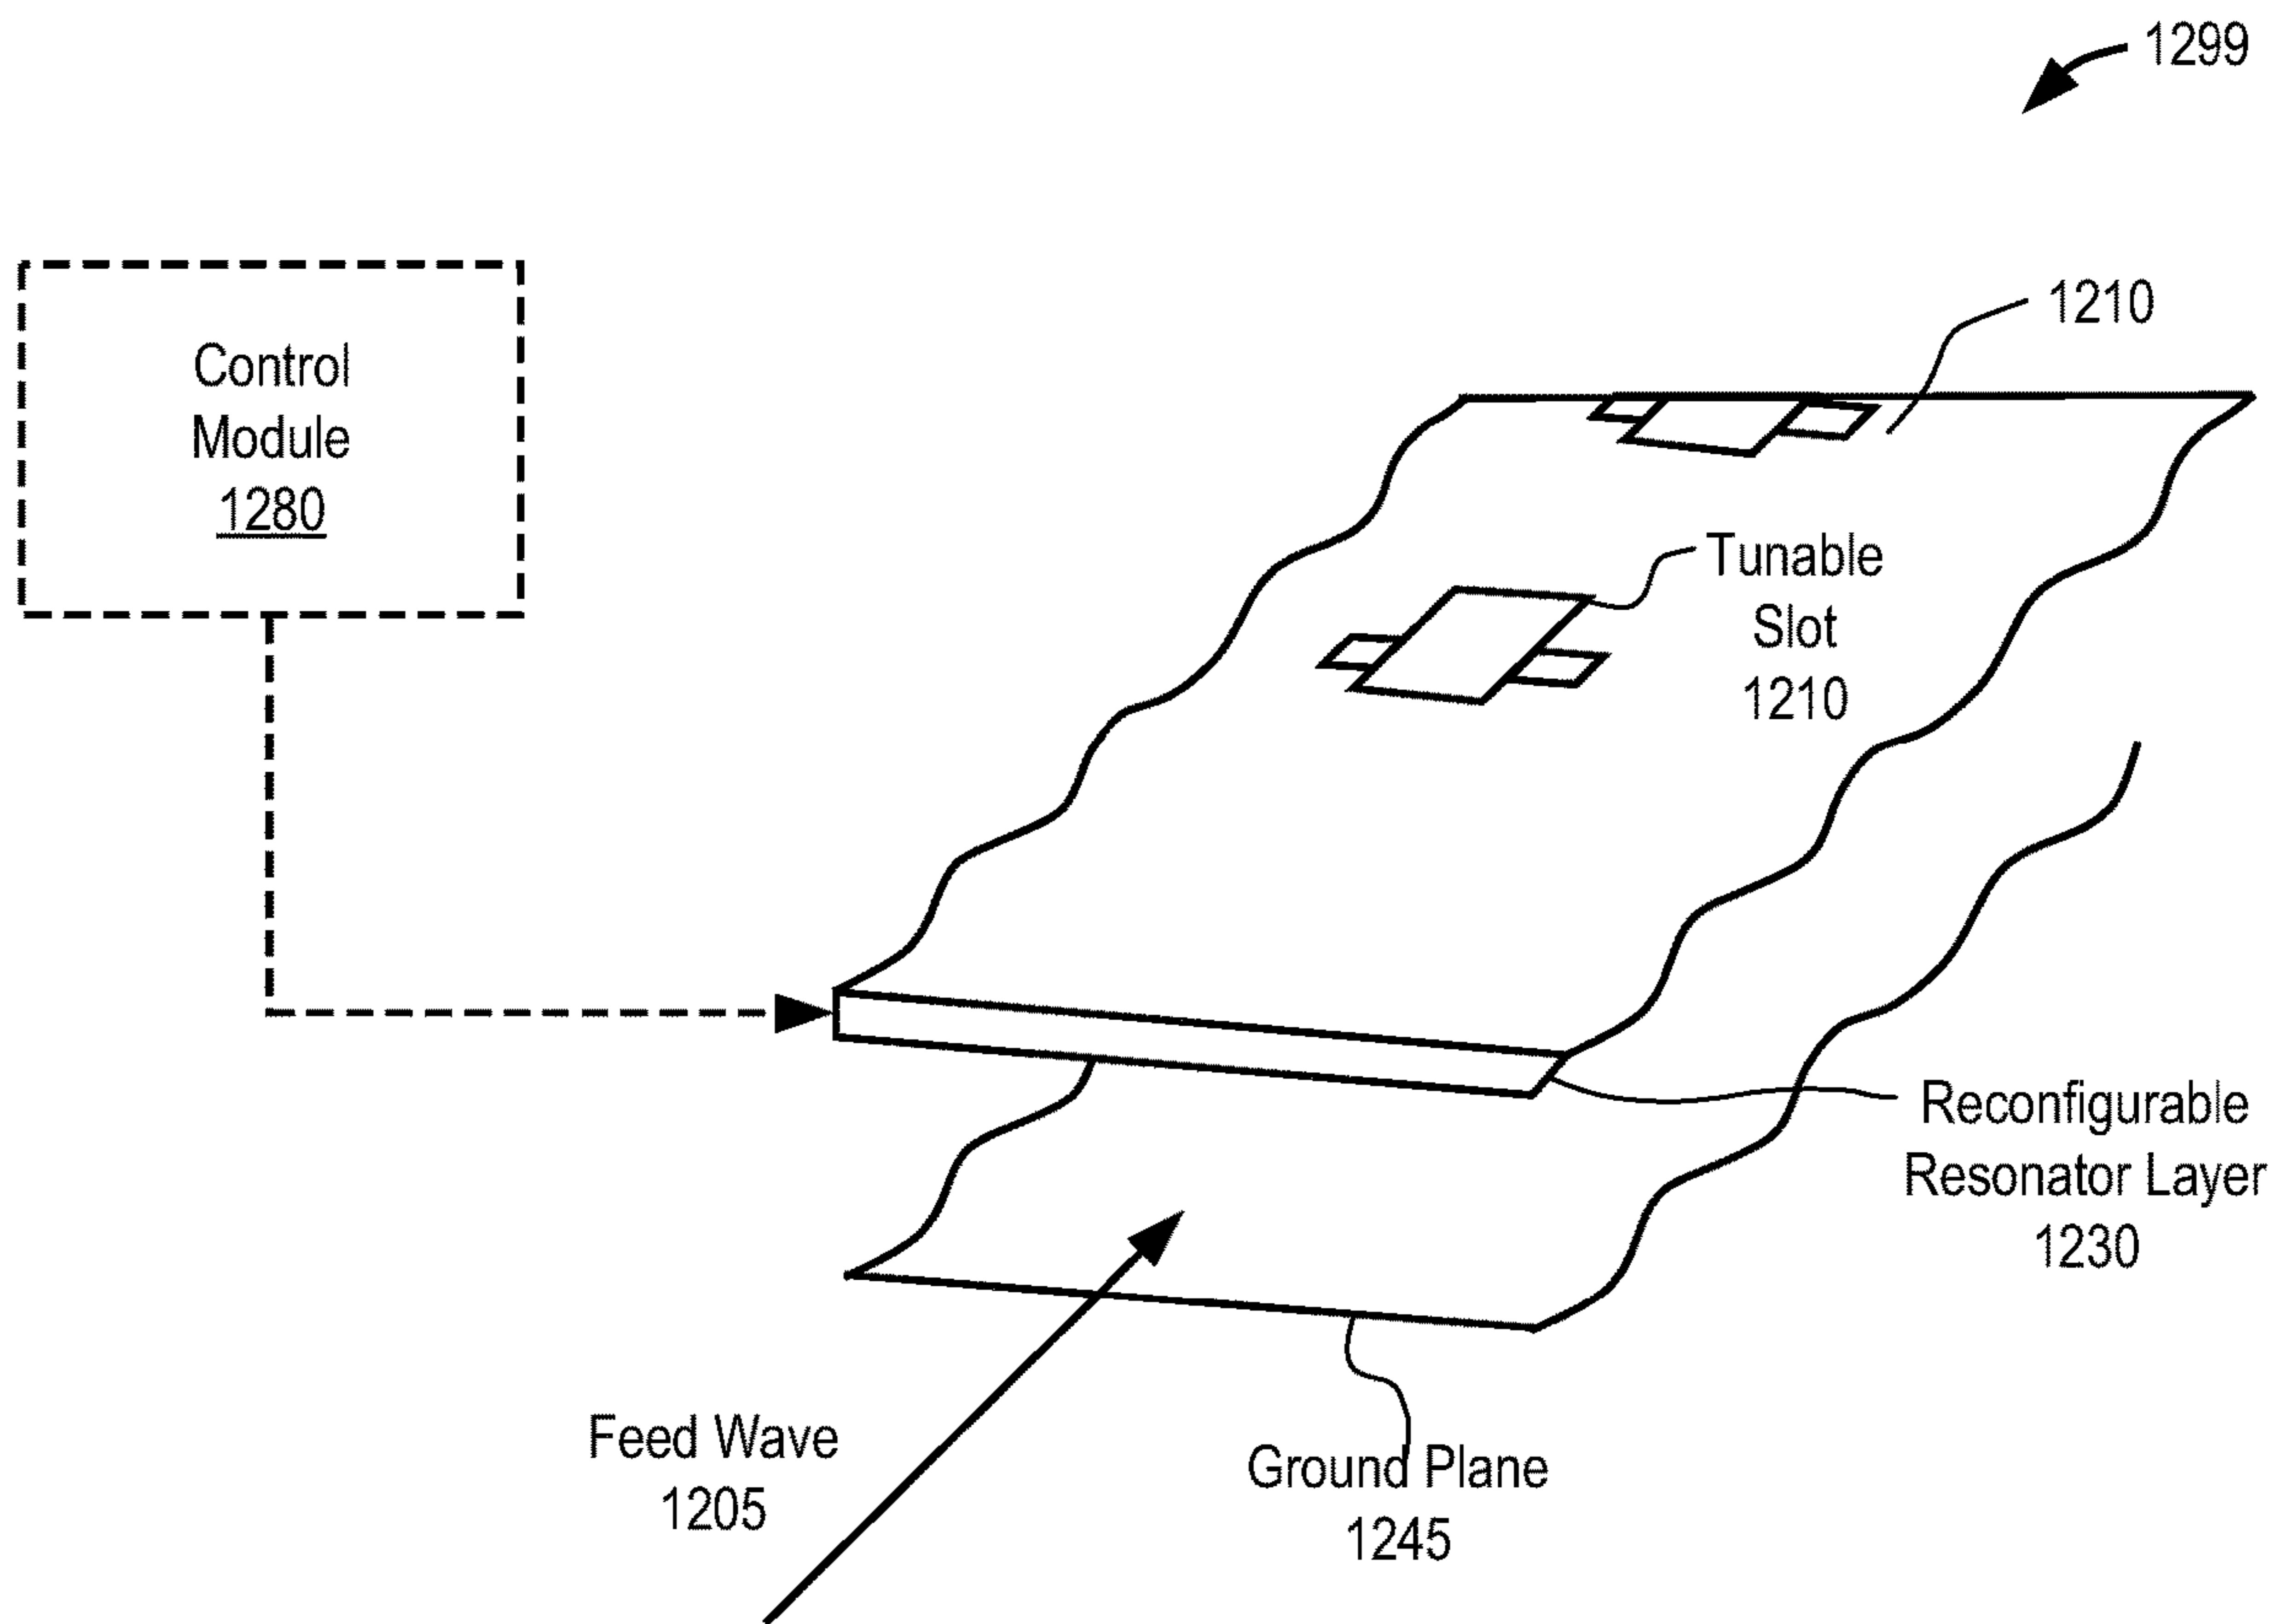 1299
Control
Module
1280
1210
Tunable
Slot
1210
Reconfigurable
Resonator Layer
1230
Feed Wave
1205
Ground Plane
1245